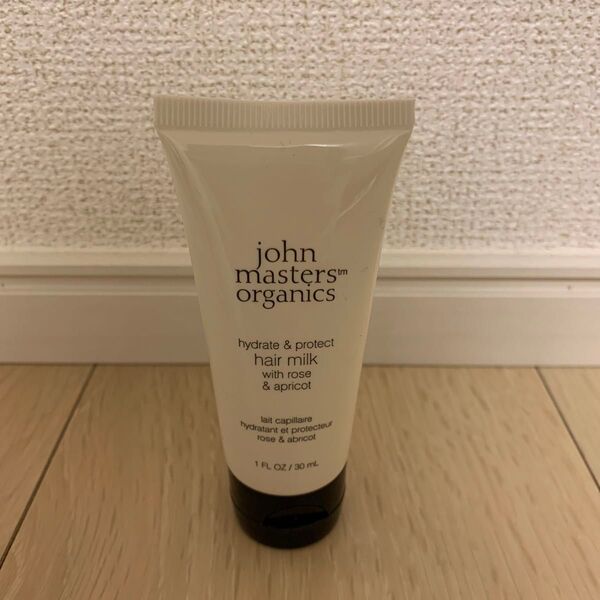 john
masters™
organics
hydrate & protect
hair milk
with rose
& apricot
lait capillaire
hydratant et protecteur
rose & abricot
1 FL OZ / 30 mL